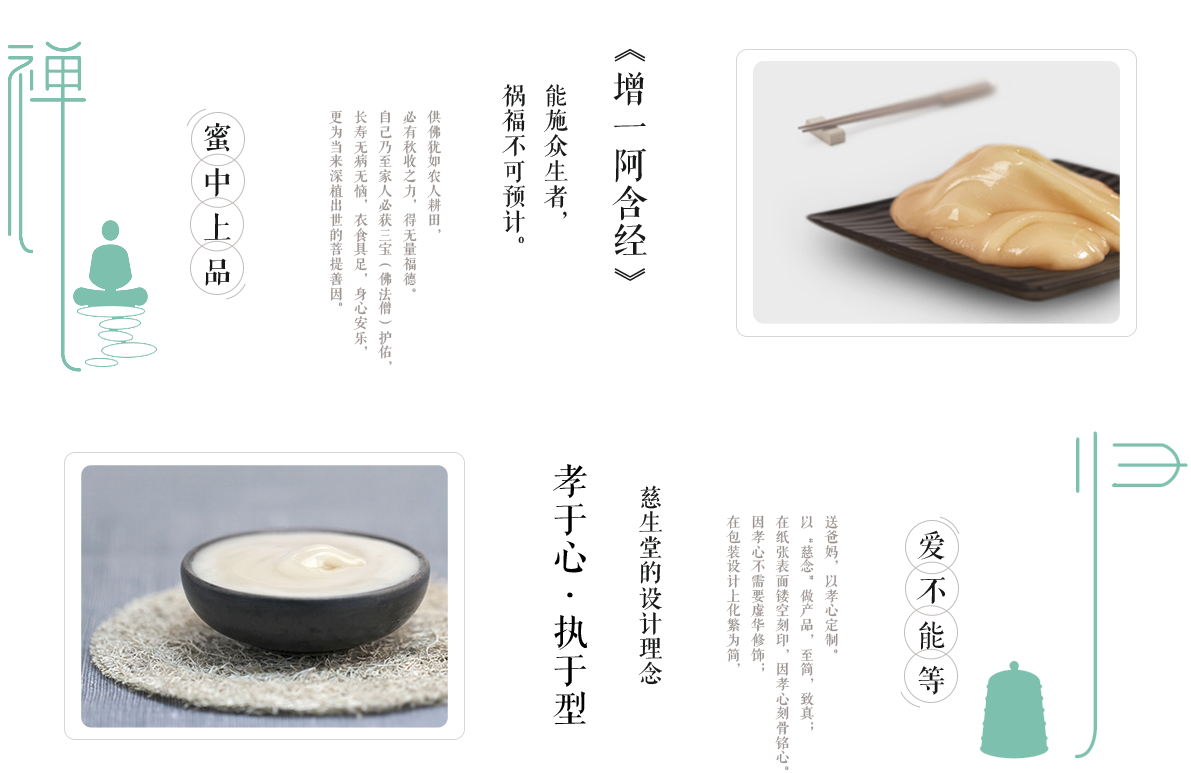 《增一阿含经》
能施众生者，
祸福不可预计。
供佛犹如农人耕田，
必有秋收之力，得无量福德。
自己乃至家人必获三宝（佛法僧）护佑，
长寿无病无恼，衣食具足，身心安乐，
更为当来深植出世的菩提善因。
蜜中上品
禅
归
爱不能等
送爸妈，以孝心定制。
以“慈念”做产品，至简，致真；
在纸张表面镂空刻印，因孝心刻骨铭心。
因孝心不需要虚华修饰；
在包装设计上化繁为简，
慈生堂的设计理念
孝于心·执于型